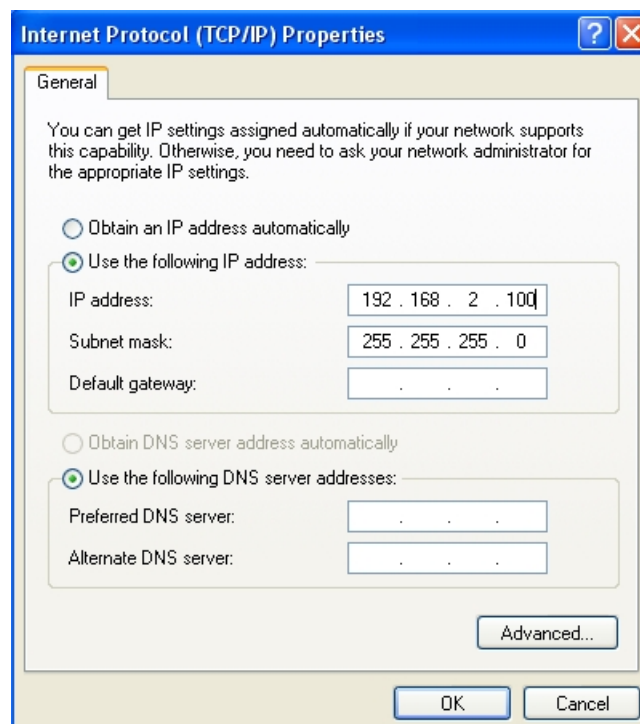 Internet Protocol (TCP/IP) Properties
General
You can get IP settings assigned automatically if your network supports
this capability. Otherwise, you need to ask your network administrator for
the appropriate IP settings.
Obtain an IP address automatically
Use the following IP address:
IP address: 192 . 168 . 2 . 100
Subnet mask: 255 . 255 . 255 . 0
Default gateway: . . .
Obtain DNS server address automatically
Use the following DNS server addresses:
Preferred DNS server: . . .
Alternate DNS server: . . .
Advanced...
OK Cancel